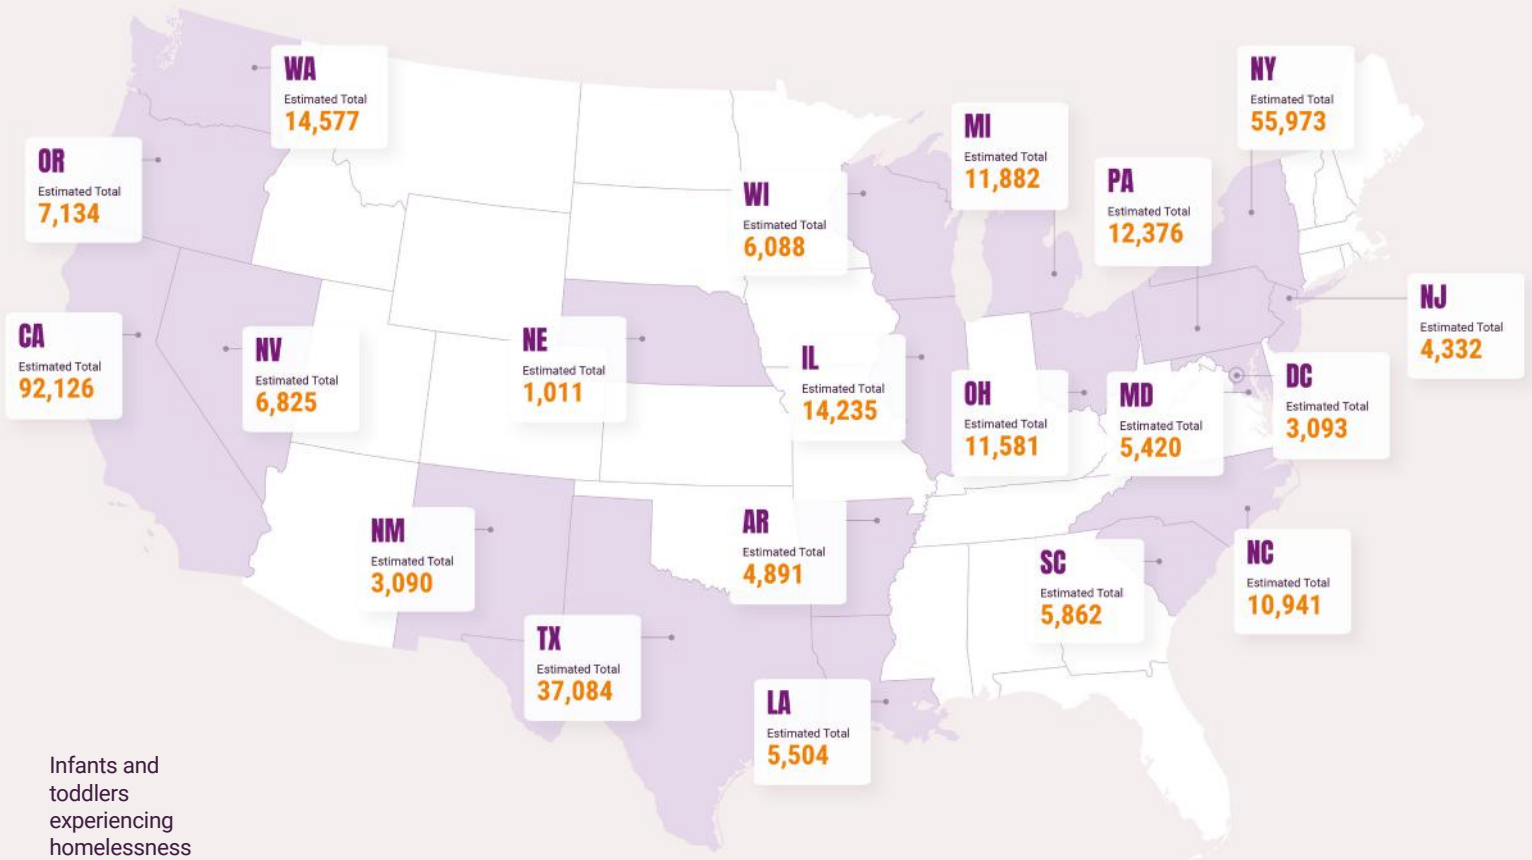 WA
Estimated Total
14,577
OR
Estimated Total
7,134
CA
Estimated Total
92,126
NV
Estimated Total
6,825
NE
Estimated Total
1,011
NM
Estimated Total
3,090
TX
Estimated Total
37,084
WI
Estimated Total
6,088
IL
Estimated Total
14,235
AR
Estimated Total
4,891
LA
Estimated Total
5,504
MI
Estimated Total
11,882
OH
Estimated Total
11,581
PA
Estimated Total
12,376
MD
Estimated Total
5,420
NY
Estimated Total
55,973
NJ
Estimated Total
4,332
DC
Estimated Total
3,093
SC
Estimated Total
5,862
NC
Estimated Total
10,941
Infants and
toddlers
experiencing
homelessness